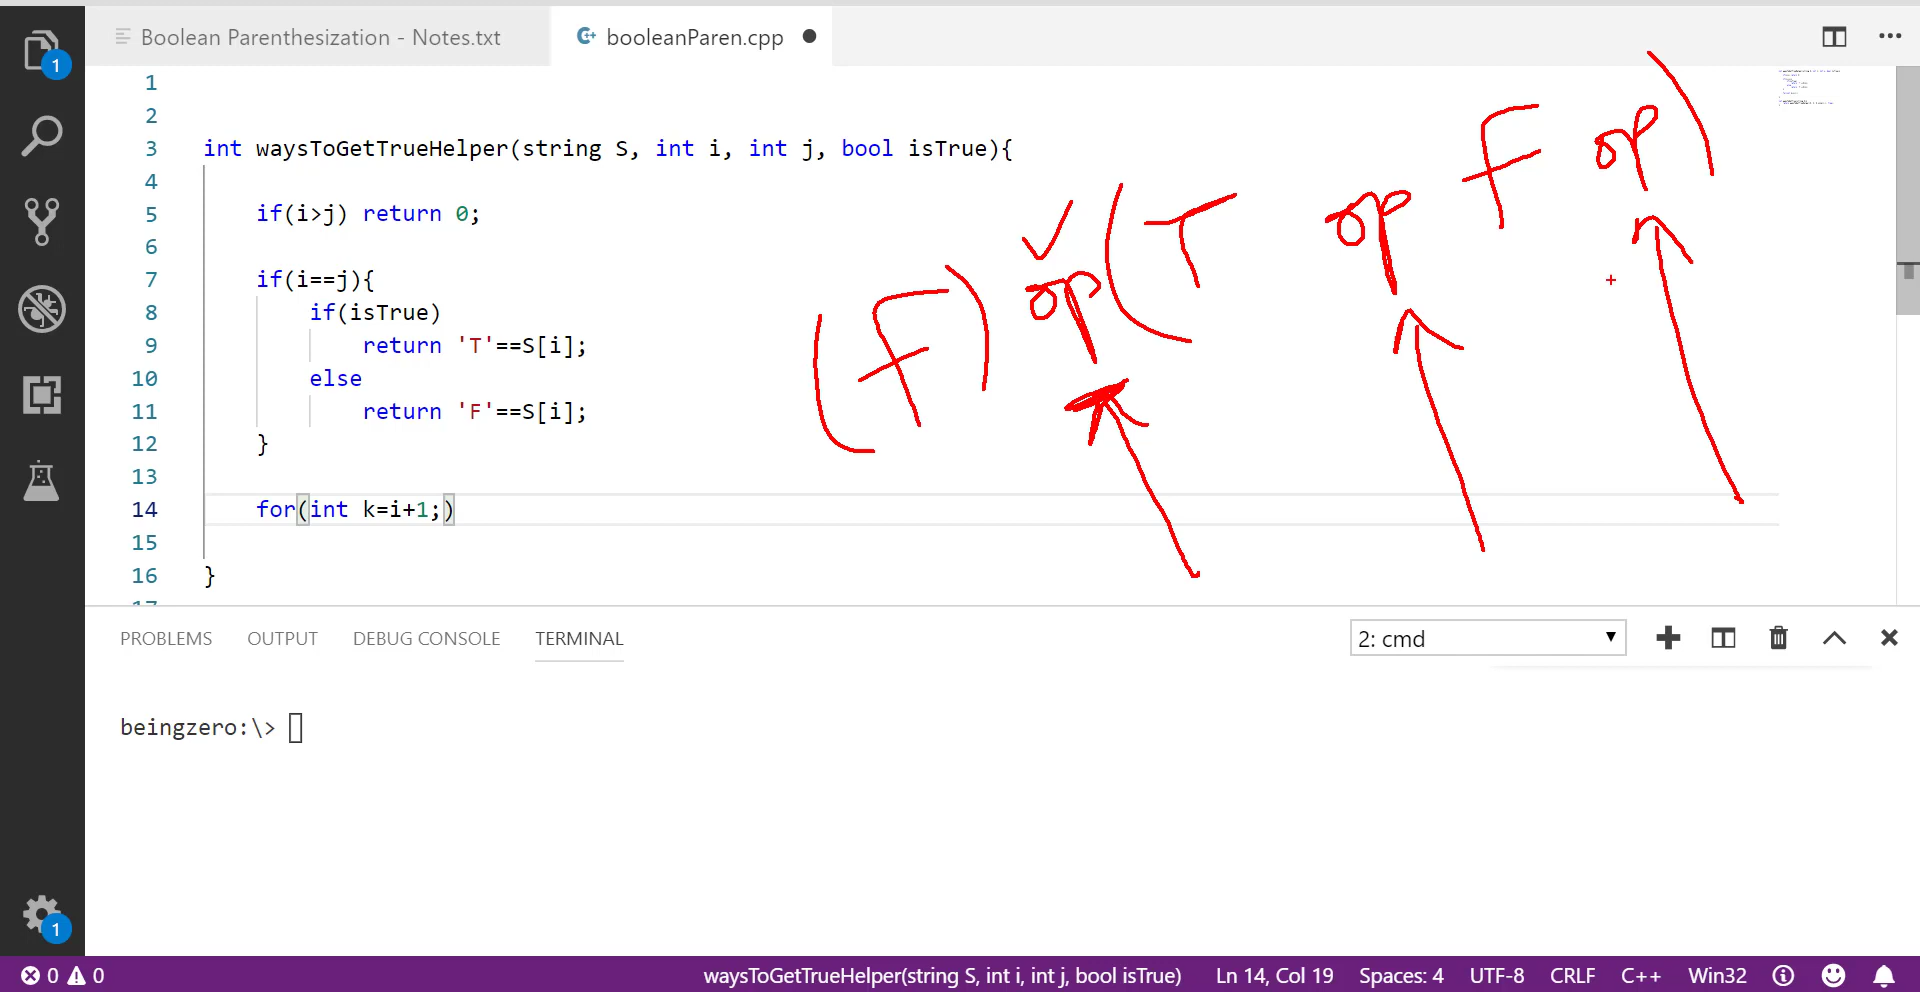 Boolean Parenthesization - Notes.txt
booleanParen.cpp
1
1
2
3 int waysToGetTrueHelper(string S, int i, int j, bool isTrue){
4
5 if(i>j) return 0;
6
7 if(i==j){
8 if(isTrue)
9 return 'T'==S[i];
10 else
11 return 'F'==S[i];
12 }
13
14 for(int k=i+1;)
15
16 }
17
(F) op (T op F op)
PROBLEMS OUTPUT DEBUG CONSOLE TERMINAL
2: cmd
beingzero:\>
1
0 0
waysToGetTrueHelper(string S, int i, int j, bool isTrue) Ln 14, Col 19 Spaces: 4 UTF-8 CRLF C++ Win32